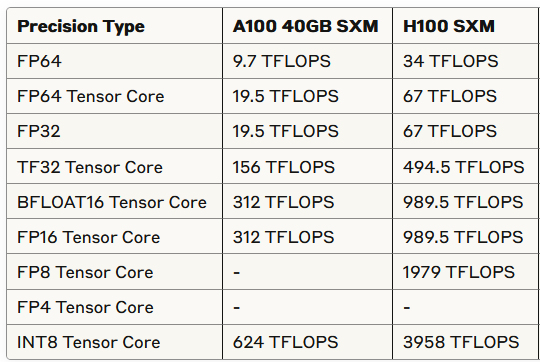 Precision Type A100 40GB SXM H100 SXM
FP64 9.7 TFLOPS 34 TFLOPS
FP64 Tensor Core 19.5 TFLOPS 67 TFLOPS
FP32 19.5 TFLOPS 67 TFLOPS
TF32 Tensor Core 156 TFLOPS 494.5 TFLOPS
BFLOAT16 Tensor Core 312 TFLOPS 989.5 TFLOPS
FP16 Tensor Core 312 TFLOPS 989.5 TFLOPS
FP8 Tensor Core - 1979 TFLOPS
FP4 Tensor Core - -
INT8 Tensor Core 624 TFLOPS 3958 TFLOPS